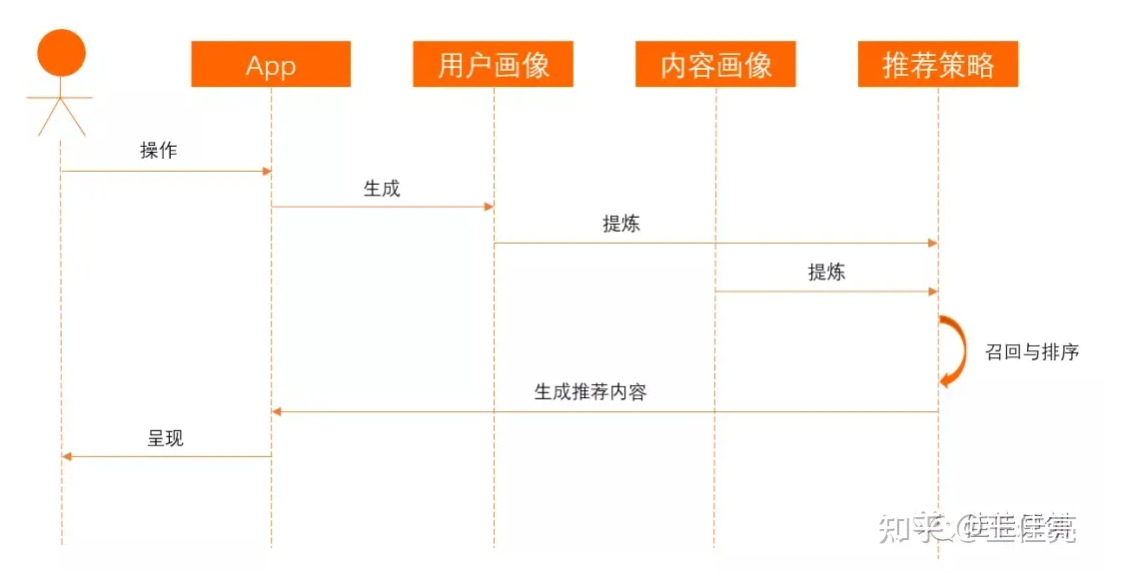 App
用户画像
内容画像
推荐策略
操作
生成
提炼
提炼
召回与排序
生成推荐内容
呈现
知乎